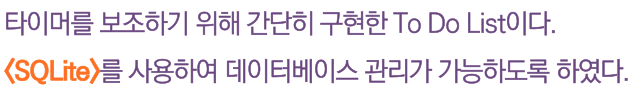 타이머를 보조하기 위해 간단히 구현한 To Do List이다.
<SQLite>를 사용하여 데이터베이스 관리가 가능하도록 하였다.